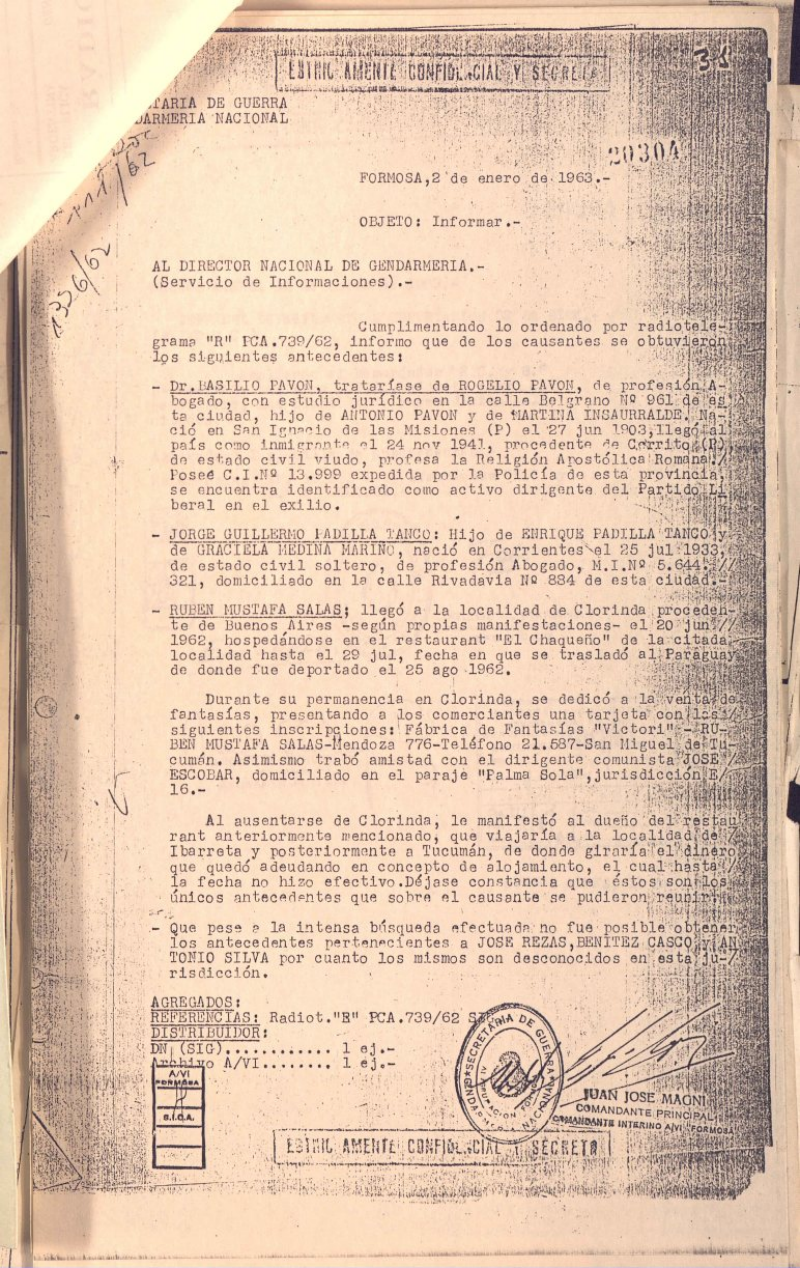 ESTRICTAMENTE CONFIDENCIAL Y SECRETO
35
TARIA DE GUERRA
DARMERIA NACIONAL
20304
1326/62
FORMOSA,2 de enero de 1963.-
OBJETO: Informar.-
AL DIRECTOR NACIONAL DE GENDARMERIA.-
(Servicio de Informaciones).-
Cumplimentando lo ordenado por radiotele-
grama "R" PCA.739/62, informo que de los causantes se obtuvieron
los siguientes antecedentes:
- Dr.BASILIO PAVON, trataríase de ROGELIO PAVON, de profesión A-
bogado, con estudio jurídico en la calle Belgrano Nº 961 de es
ta ciudad, hijo de ANTONIO PAVON y de MARTINA INSAURRALDE. Na-
ció en San Ignacio de las Misiones (P) el 27 jun 1903,llegó al
país como inmigrante el 24 nov 1941, procedente de Cerrito (P),
de estado civil viudo, profesa la Religión Apostólica Romana./
Poseé C.I.Nº 13.999 expedida por la Policía de esta provincia,
se encuentra identificado como activo dirigente del Partido Li
beral en el exilio.
- JORGE GUILLERMO PADILLA TANCO: Hijo de ENRIQUE PADILLA TANCO y
de GRACIELA MEDINA MARIÑO, nació en Corrientes el 25 jul 1933,
de estado civil soltero, de profesión Abogado, M.I.Nº 5.644.//
321, domiciliado en la calle Rivadavia Nº 884 de esta ciudad.-
- RUBEN MUSTAFA SALAS; llegó a la localidad de Clorinda proceden-
te de Buenos Aires -según propias manifestaciones- el 20 jun//
1962, hospedándose en el restaurant "El Chaqueño" de la citada
localidad hasta el 29 jul, fecha en que se trasladó al Paraguay
de donde fue deportado el 25 ago 1962.
Durante su permanencia en Clorinda, se dedicó a la venta de
fantasías, presentando a los comerciantes una tarjeta con las/
siguientes inscripciones: Fábrica de Fantasías "Victori" - RU-
BEN MUSTAFA SALAS-Mendoza 776-Teléfono 21.587-San Miguel de Tu-
cumán. Asimismo trabó amistad con el dirigente comunista JOSE/
ESCOBAR, domiciliado en el paraje "Palma Sola",jurisdicción E/
16.-
Al ausentarse de Clorinda, le manifestó al dueño del restau
rant anteriormente mencionado, que viajaría a la localidad de/
Ibarreta y posteriormente a Tucumán, de donde giraría el dinero
que quedó adeudando en concepto de alojamiento, el cual hasta/
la fecha no hizo efectivo.Déjase constancia que éstos son los
únicos antecedentes que sobre el causante se pudieron reunir.
- Que pese a la intensa búsqueda efectuada no fue posible obtener
los antecedentes pertenecientes a JOSE REZAS,BENITEZ CASCO y AN
TONIO SILVA por cuanto los mismos son desconocidos en esta ju-/
risdicción.
AGREGADOS:
REFERENCIAS: Radiot."R" PCA.739/62
DISTRIBUIDOR:
DN (SIG)............ 1 ej.-
Archivo A/VI........ 1 ej.-
A/VI
FORMOSA
S.I.C.A.
SECRETARIA DE GUERRA
JUAN JOSE MAGNI
COMANDANTE PRINCIPAL
COMANDANTE INTERINO A/VI "FORMOSA"
ESTRICTAMENTE CONFIDENCIAL Y SECRETO